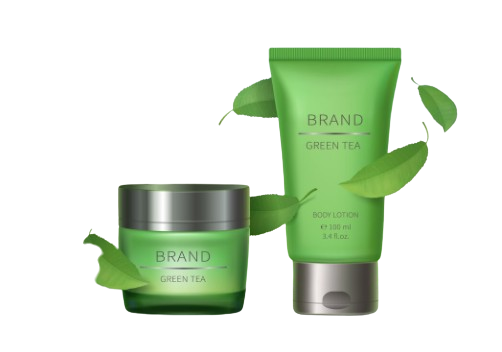 BRAND
GREEN TEA
BODY LOTION
℮ 100 ml
3.4 fl.oz.
BRAND
GREEN TEA